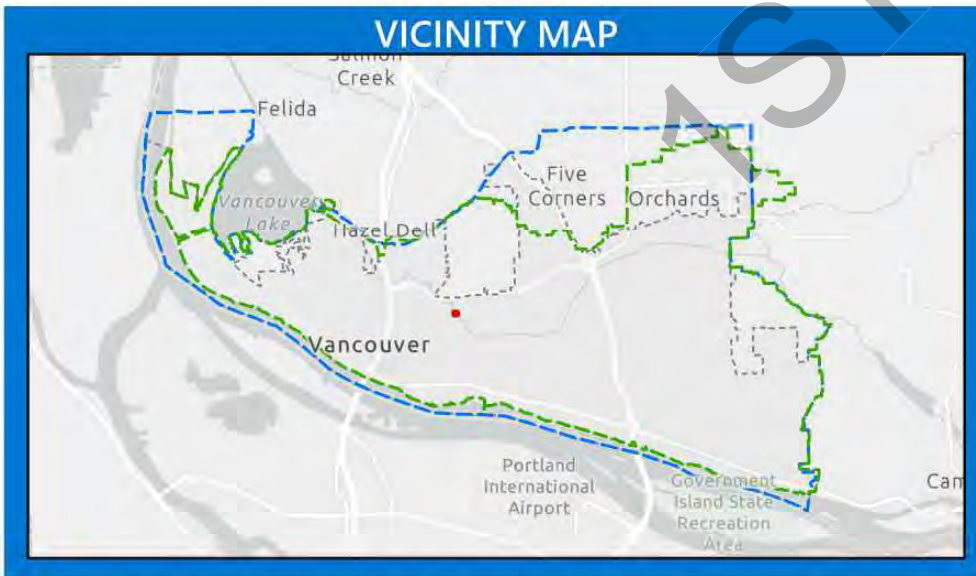 VICINITY MAP
Salmon
Creek
Felida
Five
Corners
Orchards
Vancouver
Lake
Hazel Dell
Vancouver
Portland
International
Airport
Government
Island State
Recreation
Area